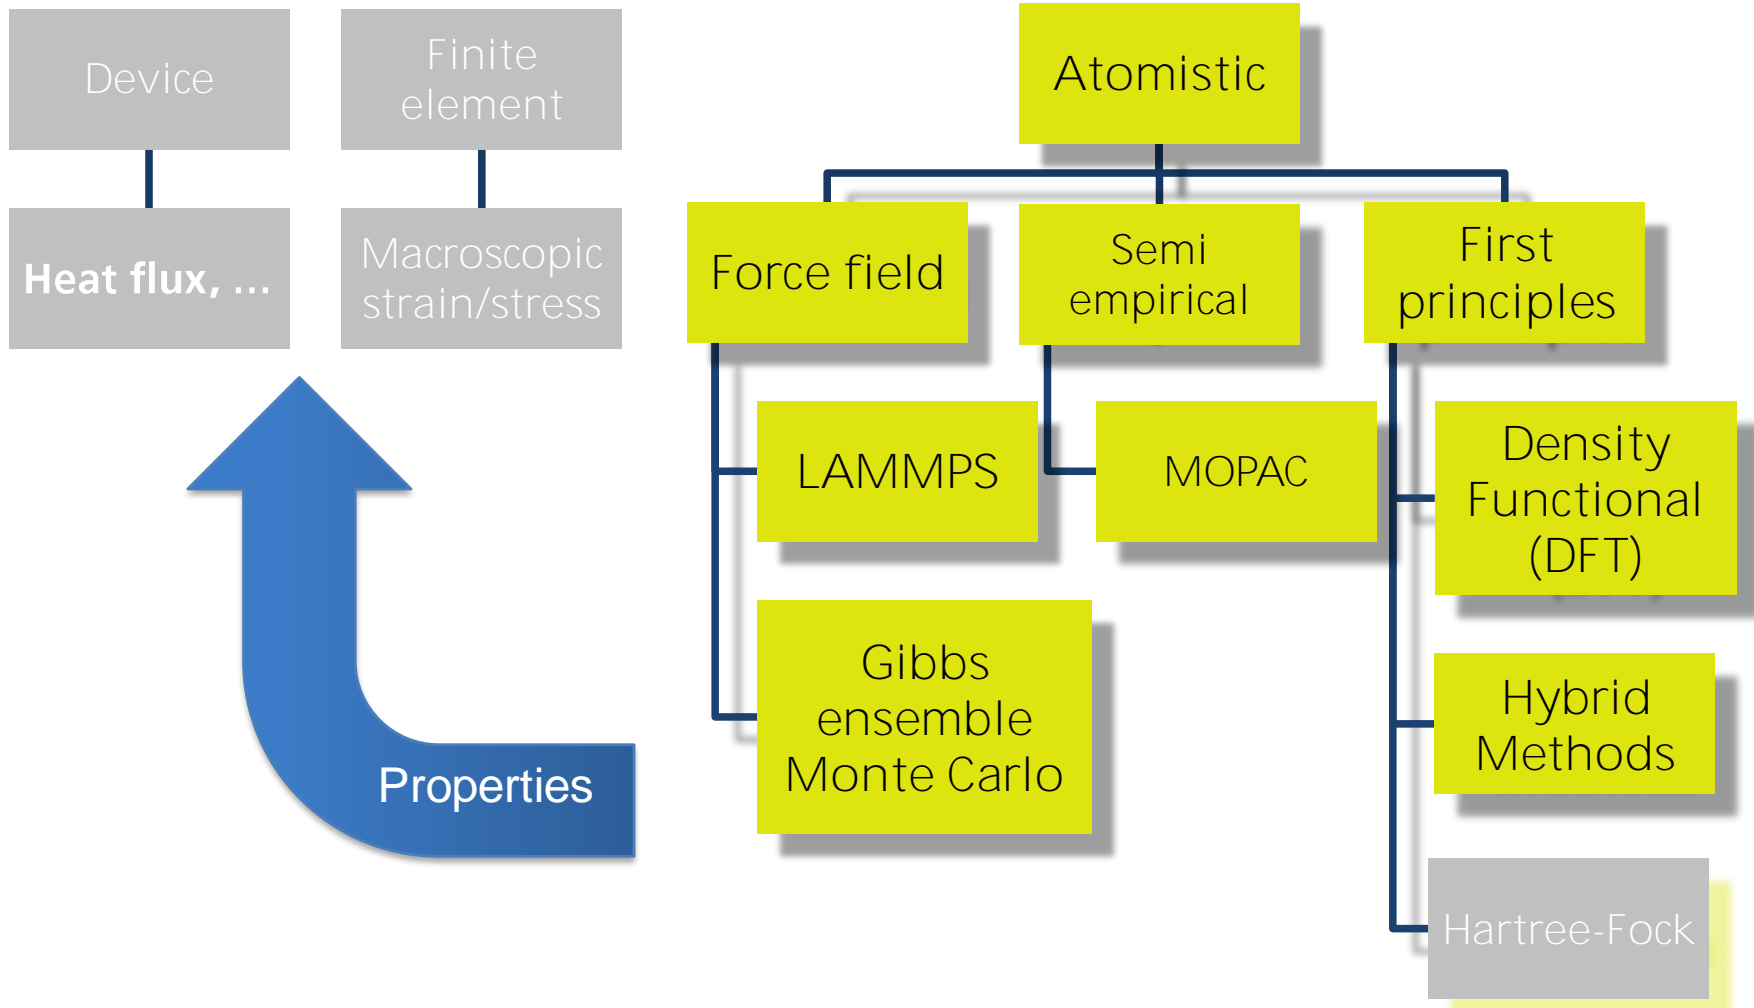 Device
Finite
element
Atomistic
Heat flux, ...
Macroscopic
strain/stress
Force field
Semi
empirical
First
principles
LAMMPS
MOPAC
Density
Functional
(DFT)
Gibbs
ensemble
Monte Carlo
Hybrid
Methods
Properties
Hartree-Fock